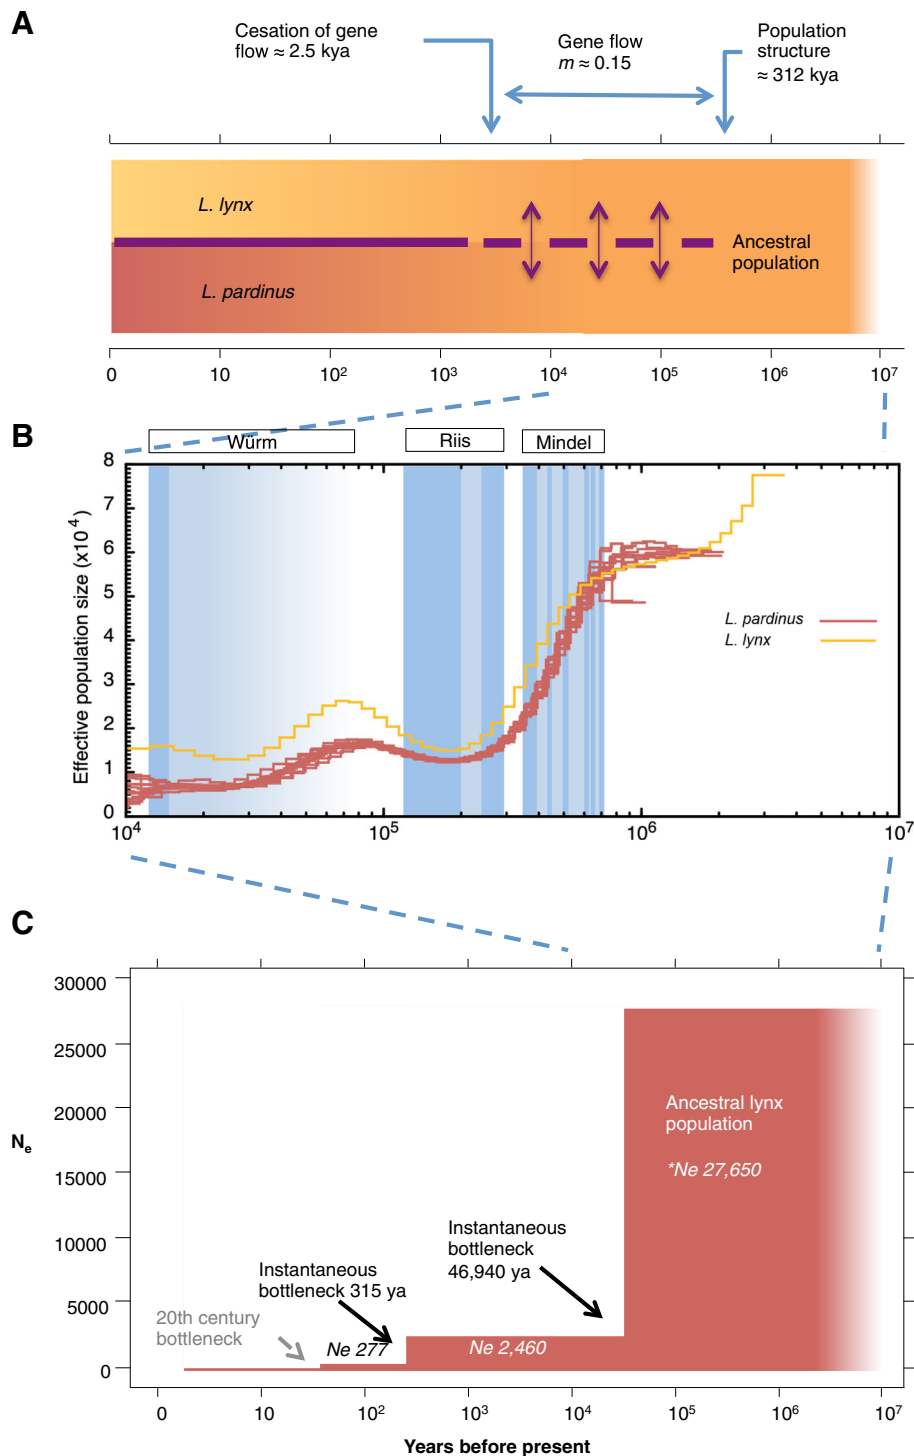 A
Cesation of gene
flow ≈ 2.5 kya
Gene flow
m ≈ 0.15
Population
structure
≈ 312 kya
L. lynx
L. pardinus
Ancestral
population
0 10 10² 10³ 10⁴ 10⁵ 10⁶ 10⁷
B
Würm Riis Mindel
Effective population size (x10⁴)
8
7
6
5
4
3
2
1
0
L. pardinus
L. lynx
10⁴ 10⁵ 10⁶ 10⁷
C
Nₑ
30000
25000
20000
15000
10000
5000
0
Ancestral lynx
population
*Ne 27,650
Instantaneous
bottleneck
46,940 ya
Instantaneous
bottleneck 315 ya
20th century
bottleneck
Ne 277
Ne 2,460
0 10 10² 10³ 10⁴ 10⁵ 10⁶ 10⁷
Years before present